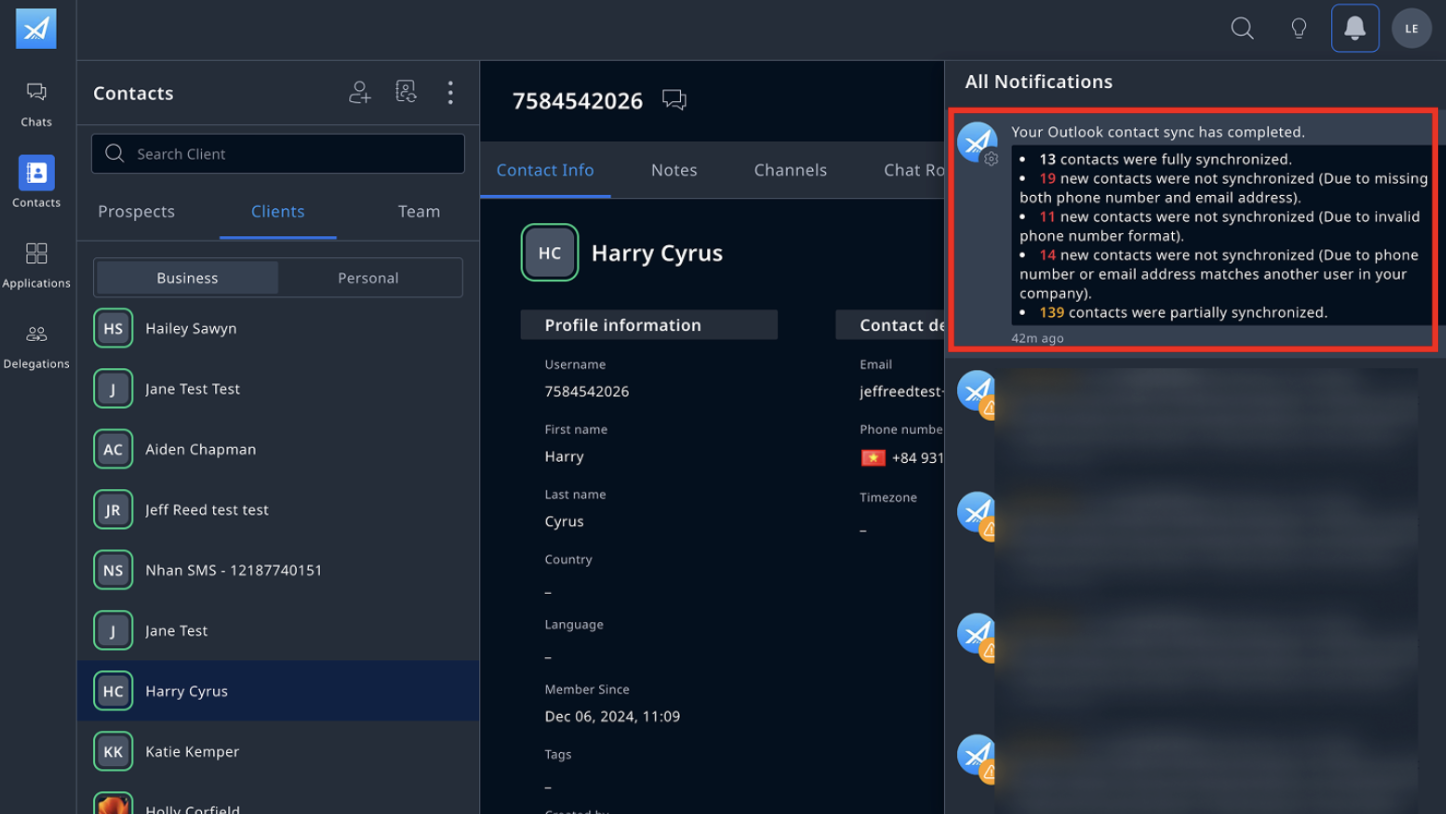 LE
Chats
Contacts
Applications
Delegations
Contacts
Search Client
Prospects
Clients
Team
Business
Personal
HS
Hailey Sawyn
J
Jane Test Test
AC
Aiden Chapman
JR
Jeff Reed test test
NS
Nhan SMS - 12187740151
J
Jane Test
HC
Harry Cyrus
KK
Katie Kemper
Holly Corfield
7584542026
Contact Info
Notes
Channels
Chat Ro
HC
Harry Cyrus
Profile information
Username
7584542026
First name
Harry
Last name
Cyrus
Country
–
Language
–
Member Since
Dec 06, 2024, 11:09
Tags
–
Created by
Contact de
Email
jeffreedtest
Phone numbe
+84 931
Timezone
–
All Notifications
Your Outlook contact sync has completed.
• 13 contacts were fully synchronized.
• 19 new contacts were not synchronized (Due to missing
both phone number and email address).
• 11 new contacts were not synchronized (Due to invalid
phone number format).
• 14 new contacts were not synchronized (Due to phone
number or email address matches another user in your
company).
• 139 contacts were partially synchronized.
42m ago